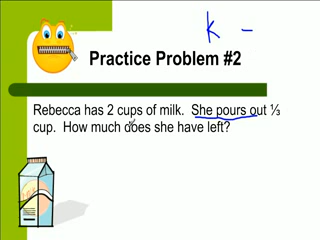 K –
Practice Problem #2
Rebecca has 2 cups of milk. She pours out ⅓
cup. How much does she have left?